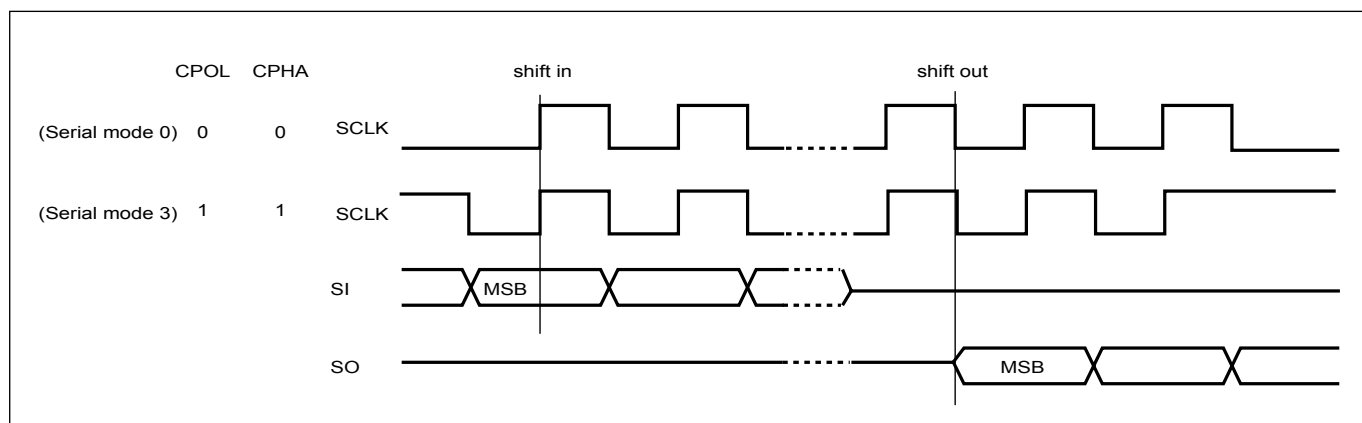 CPOL CPHA shift in shift out
(Serial mode 0) 0 0 SCLK
(Serial mode 3) 1 1 SCLK
SI MSB
SO MSB